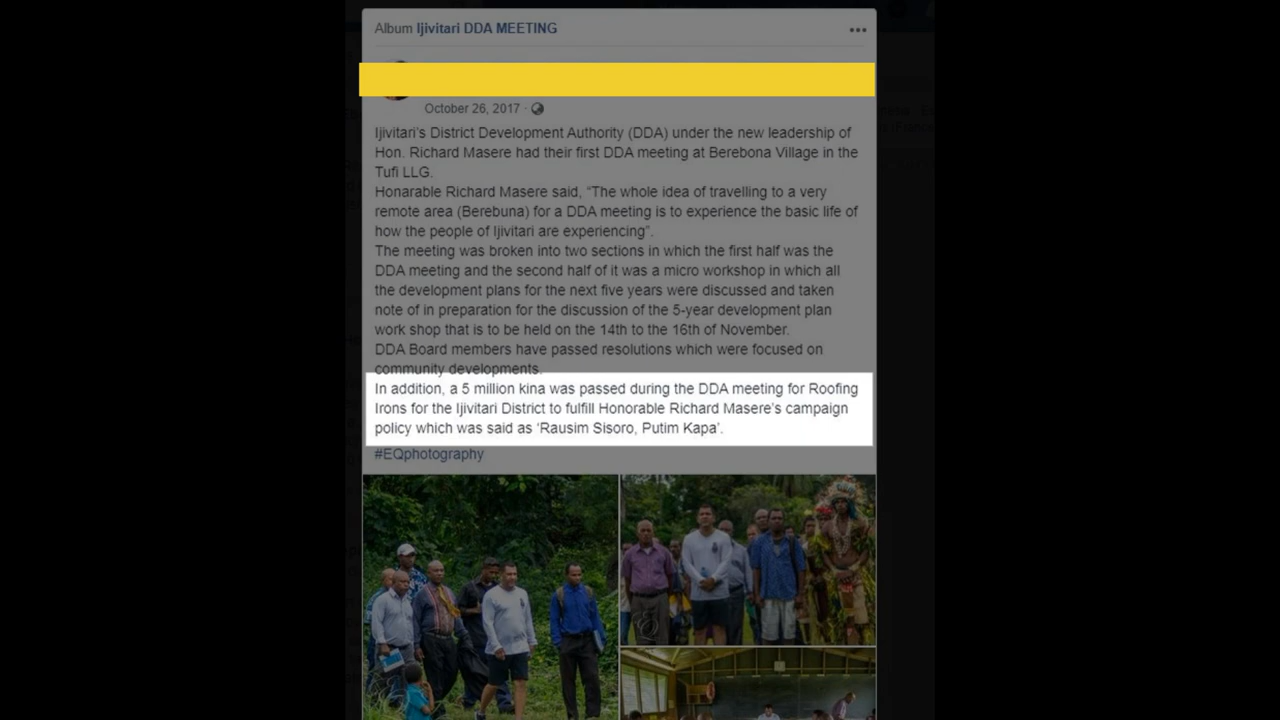 Album Ijivitari DDA MEETING
October 26, 2017 ·
Ijivitari's District Development Authority (DDA) under the new leadership of
Hon. Richard Masere had their first DDA meeting at Berebona Village in the
Tufi LLG.
Honarable Richard Masere said, “The whole idea of travelling to a very
remote area (Berebuna) for a DDA meeting is to experience the basic life of
how the people of Ijivitari are experiencing”.
The meeting was broken into two sections in which the first half was the
DDA meeting and the second half of it was a micro workshop in which all
the development plans for the next five years were discussed and taken
note of in preparation for the discussion of the 5-year development plan
work shop that is to be held on the 14th to the 16th of November.
DDA Board members have passed resolutions which were focused on
community developments.
In addition, a 5 million kina was passed during the DDA meeting for Roofing
Irons for the Ijivitari District to fulfill Honorable Richard Masere's campaign
policy which was said as ‘Rausim Sisoro, Putim Kapa’.
#EQphotography